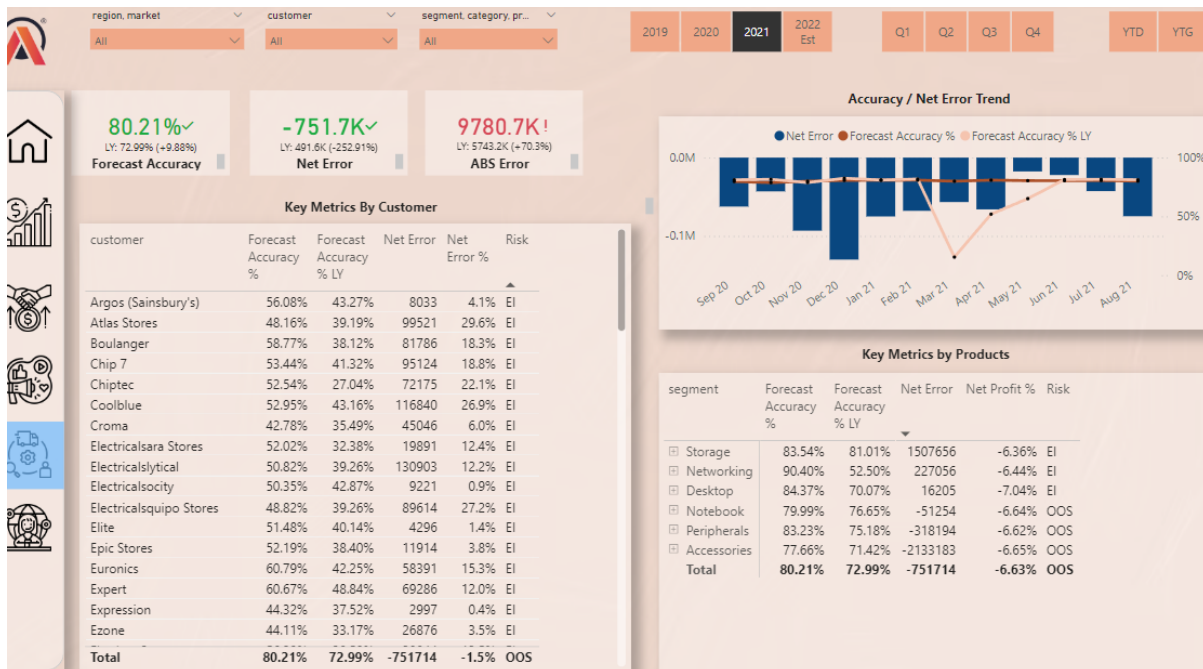 region, market
customer
segment, category, pr...
All
All
All
2019
2020
2021
2022
Est
Q1
Q2
Q3
Q4
YTD
YTG
80.21%
LY: 72.99% (+9.88%)
Forecast Accuracy
-751.7K
LY: 491.6K (-252.91%)
Net Error
9780.7K!
LY: 5743.2K (+70.3%)
ABS Error
Accuracy / Net Error Trend
Net Error Forecast Accuracy % Forecast Accuracy % LY
0.0M
-0.1M
100%
50%
0%
Sep 20 Oct 20 Nov 20 Dec 20 Jan 21 Feb 21 Mar 21 Apr 21 May 21 Jun 21 Jul 21 Aug 21
Key Metrics By Customer
customer Forecast Accuracy % Forecast Accuracy % LY Net Error Net Error % Risk
Argos (Sainsbury's) 56.08% 43.27% 8033 4.1% EI
Atlas Stores 48.16% 39.19% 99521 29.6% EI
Boulanger 58.77% 38.12% 81786 18.3% EI
Chip 7 53.44% 41.32% 95124 18.8% EI
Chiptec 52.54% 27.04% 72175 22.1% EI
Coolblue 52.95% 43.16% 116840 26.9% EI
Croma 42.78% 35.49% 45046 6.0% EI
Electricalsara Stores 52.02% 32.38% 19891 12.4% EI
Electricalslytical 50.82% 39.26% 130903 12.2% EI
Electricalsocity 50.35% 42.87% 9221 0.9% EI
Electricalsquipo Stores 48.82% 39.26% 89614 27.2% EI
Elite 51.48% 40.14% 4296 1.4% EI
Epic Stores 52.19% 38.40% 11914 3.8% EI
Euronics 60.79% 42.25% 58391 15.3% EI
Expert 60.67% 48.84% 69286 12.0% EI
Expression 44.32% 37.52% 2997 0.4% EI
Ezone 44.11% 33.17% 26876 3.5% EI
Total 80.21% 72.99% -751714 -1.5% OOS
Key Metrics by Products
segment Forecast Accuracy % Forecast Accuracy % LY Net Error Net Profit % Risk
Storage 83.54% 81.01% 1507656 -6.36% EI
Networking 90.40% 52.50% 227056 -6.44% EI
Desktop 84.37% 70.07% 16205 -7.04% EI
Notebook 79.99% 76.65% -51254 -6.64% OOS
Peripherals 83.23% 75.18% -318194 -6.62% OOS
Accessories 77.66% 71.42% -2133183 -6.65% OOS
Total 80.21% 72.99% -751714 -6.63% OOS